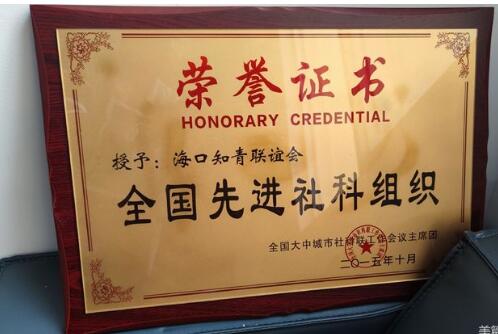 荣誉证书
HONORARY CREDENTIAL
授予：海口知青联谊会
全国先进社科组织
全国大中城市社科联工作会议主席团
二〇一五年十月